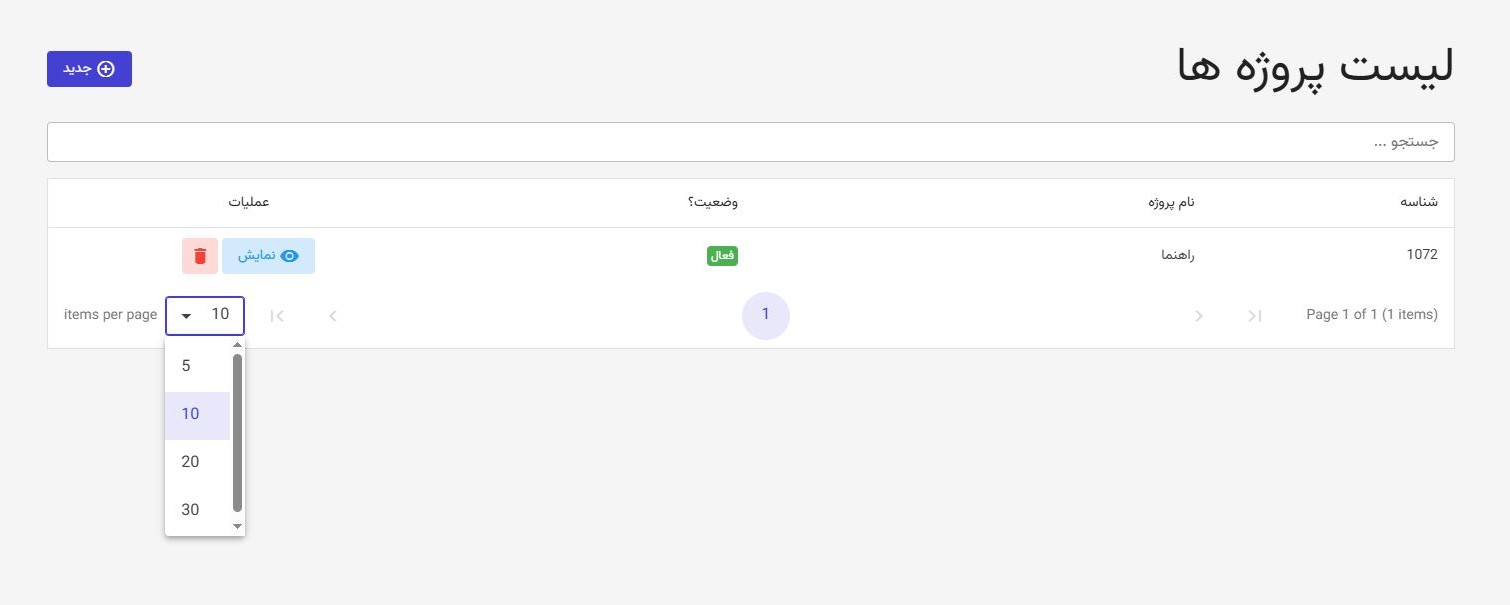 لیست پروژه ها
جدید
جستجو ...
شناسه نام پروژه وضعیت؟ عملیات
1072 راهنما فعال نمایش
Page 1 of 1 (1 items) 1 10 items per page
5
10
20
30